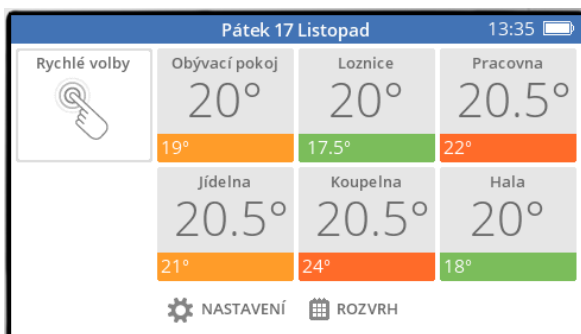 Pátek 17 Listopad 13:35
Rychlé volby Obývací pokoj Loznice Pracovna
20° 20° 20.5°
19° 17.5° 22°
Jídelna Koupelna Hala
20.5° 20.5° 20°
21° 24° 18°
NASTAVENÍ ROZVRH